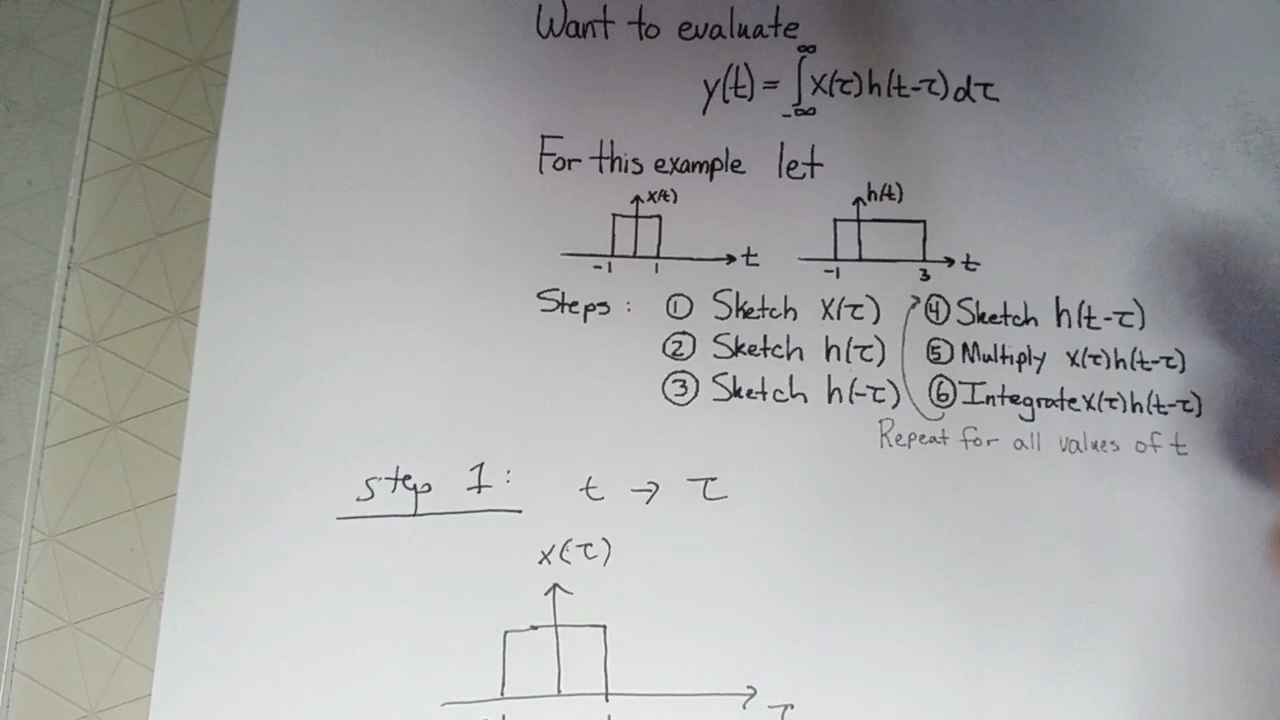 Want to evaluate
y(t) = ∫_{-∞}^{∞} x(τ)h(t-τ)dτ
For this example let
x(t) h(t)
t t
-1 1 -1 3
Steps: ① Sketch x(τ) ④ Sketch h(t-τ)
② Sketch h(τ) ⑤ Multiply x(τ)h(t-τ)
③ Sketch h(-τ) ⑥ Integrate x(τ)h(t-τ)
Repeat for all values of t
step 1: t → τ
x(τ)